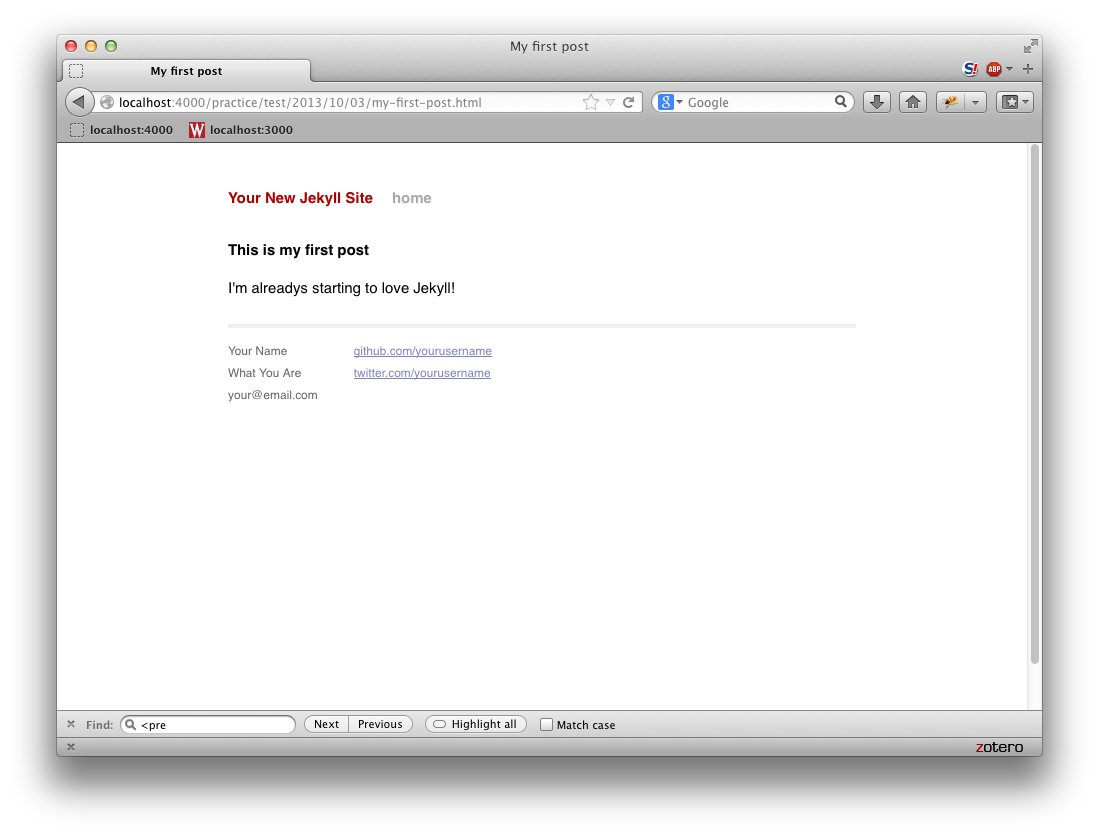 My first post
My first post
S! ABP
localhost:4000/practice/test/2013/10/03/my-first-post.html
8 Google
localhost:4000 W localhost:3000
Your New Jekyll Site home
This is my first post
I'm alreadys starting to love Jekyll!
Your Name github.com/yourusername
What You Are twitter.com/yourusername
your@email.com
Find: <pre Next Previous Highlight all Match case
zotero